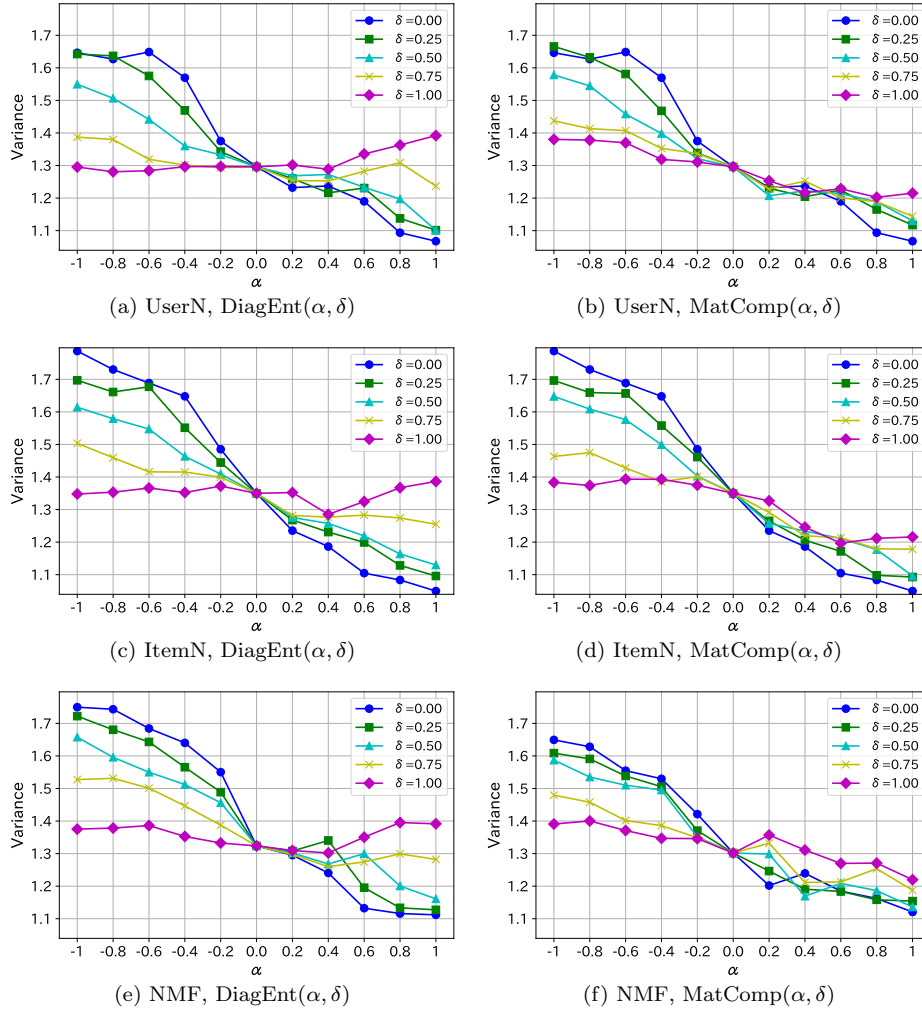 1.7
1.6
1.5
1.4
1.3
1.2
1.1
Variance
-1 -0.8 -0.6 -0.4 -0.2 0.0 0.2 0.4 0.6 0.8 1
α
δ =0.00
δ =0.25
δ =0.50
δ =0.75
δ =1.00
(a) UserN, DiagEnt(α, δ)
1.7
1.6
1.5
1.4
1.3
1.2
1.1
Variance
-1 -0.8 -0.6 -0.4 -0.2 0.0 0.2 0.4 0.6 0.8 1
α
δ =0.00
δ =0.25
δ =0.50
δ =0.75
δ =1.00
(b) UserN, MatComp(α, δ)
1.7
1.6
1.5
1.4
1.3
1.2
1.1
Variance
-1 -0.8 -0.6 -0.4 -0.2 0.0 0.2 0.4 0.6 0.8 1
α
δ =0.00
δ =0.25
δ =0.50
δ =0.75
δ =1.00
(c) ItemN, DiagEnt(α, δ)
1.7
1.6
1.5
1.4
1.3
1.2
1.1
Variance
-1 -0.8 -0.6 -0.4 -0.2 0.0 0.2 0.4 0.6 0.8 1
α
δ =0.00
δ =0.25
δ =0.50
δ =0.75
δ =1.00
(d) ItemN, MatComp(α, δ)
1.7
1.6
1.5
1.4
1.3
1.2
1.1
Variance
-1 -0.8 -0.6 -0.4 -0.2 0.0 0.2 0.4 0.6 0.8 1
α
δ =0.00
δ =0.25
δ =0.50
δ =0.75
δ =1.00
(e) NMF, DiagEnt(α, δ)
1.7
1.6
1.5
1.4
1.3
1.2
1.1
Variance
-1 -0.8 -0.6 -0.4 -0.2 0.0 0.2 0.4 0.6 0.8 1
α
δ =0.00
δ =0.25
δ =0.50
δ =0.75
δ =1.00
(f) NMF, MatComp(α, δ)